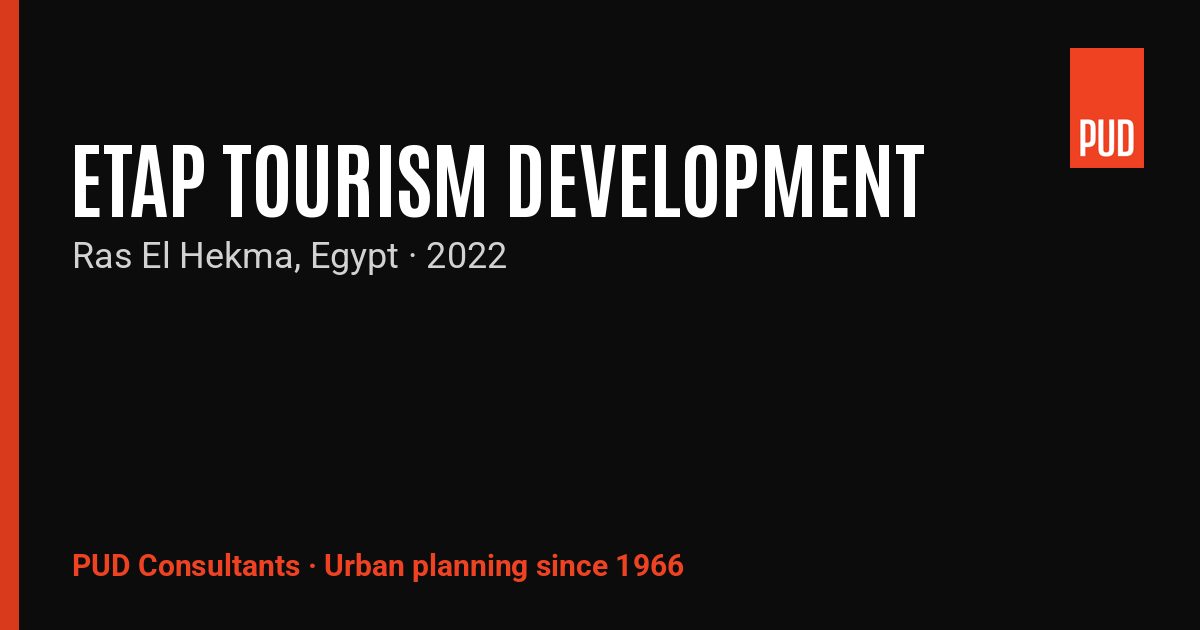 PUD
ETAP TOURISM DEVELOPMENT
Ras El Hekma, Egypt · 2022
PUD Consultants · Urban planning since 1966